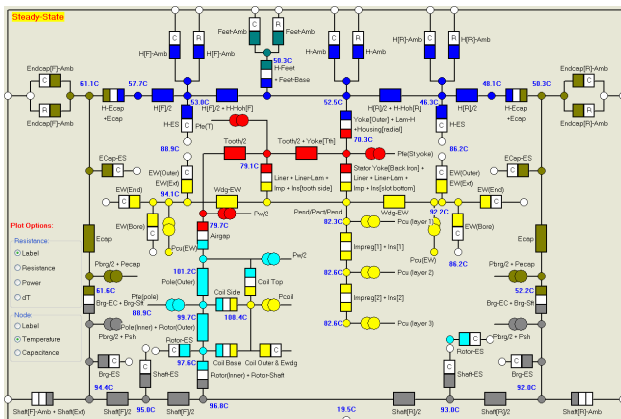 Steady-State
Feet-Amb
H[F]-Amb
H[F]-Amb
H-Amb
H-Amb
H[R]-Amb
H[R]-Amb
Endcap[F]-Amb
Endcap[F]-Amb
Endcap[R]-Amb
Endcap[R]-Amb
61.1C
57.7C
50.3C
H-Feet
+ Feet-Base
48.1C
50.3C
H-Ecap
+Ecap
H[F]/2
53.0C
H[F]/2 + H-Hoh[F]
52.5C
H[R]/2 + H-Hoh[R]
46.3C
H[R]/2
H-Ecap
+Ecap
H-ES
Pfe(T)
Yoke[Outer] + Lam-H
+Housing[radial]
70.3C
H-ES
88.9C
Tooth/2
Tooth/2 + Yoke[Tth]
Pfe(Styoke)
86.2C
79.1C
ECap-ES
EW(Outer)
EW[Ext]
Liner + Liner-Lam +
Imp + Ins[tooth side]
Stator Yoke[Back Iron] +
Liner + Liner-Lam +
Imp + Ins[slot bottom]
EW(Outer)
EW[Ext]
ECap-ES
EW(End)
94.1C
Wdg-EW
Wdg-EW
92.2C
EW(End)
EW(Bore)
Pcu(EW)
79.7C
Airgap
Pw/2
82.3C
Pcu (layer 1)
Pcu(EW)
EW(Bore)
86.2C
Plot Options:
Resistance:
Label
Resistance
Power
dT
Node:
Label
Temperature
Capacitance
Ecap
Pbrg/2 + Pecap
101.2C
Pole(Outer)
Pw/2
Coil Top
Impreg[1] + Ins[1]
82.6C
Pcu (layer 2)
Pbrg/2 + Pecap
Ecap
61.6C
Brg-EC + Brg-Sft
Pfe(pole)
88.9C
99.7C
Coil Side
108.4C
Pcoil
Impreg[2] + Ins[2]
52.2C
Brg-EC + Brg-Sft
Pole(Inner) + Rotor(Outer)
82.6C
Pcu (layer 3)
Pbrg/2 + Psh
Pbrg/2 + Psh
Rotor-ES
97.6C
Coil Base
Coil Outer & Ewdg
Rotor-ES
Brg-ES
Shaft-ES
Rotor(Inner) + Rotor-Shaft
Shaft-ES
Brg-ES
94.4C
95.0C
96.8C
19.5C
93.0C
92.0C
Shaft[F]-Amb + Shaft(Ext)
Shaft[F]/2
Shaft[F]/2
Shaft[R]/2
Shaft[R]/2
Shaft[R]-Amb